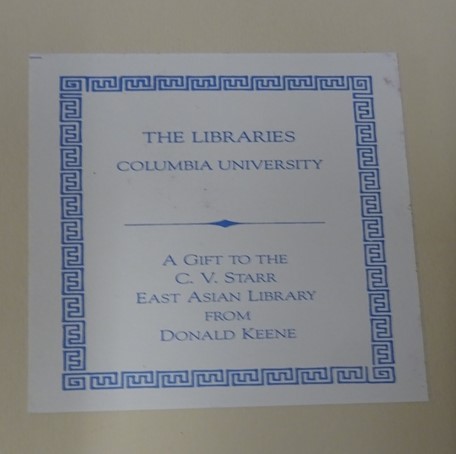 THE LIBRARIES
COLUMBIA UNIVERSITY
A GIFT TO THE
C. V. STARR
EAST ASIAN LIBRARY
FROM
DONALD KEENE